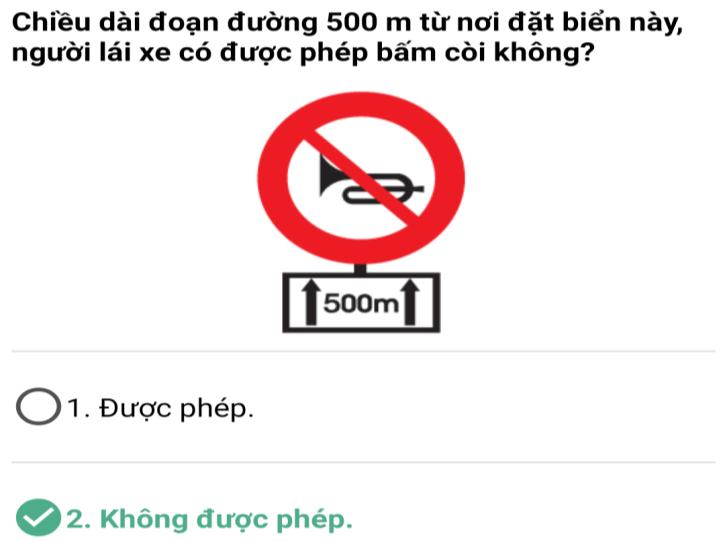 Chiều dài đoạn đường 500 m từ nơi đặt biển này,
người lái xe có được phép bấm còi không?
500m
1. Được phép.
2. Không được phép.